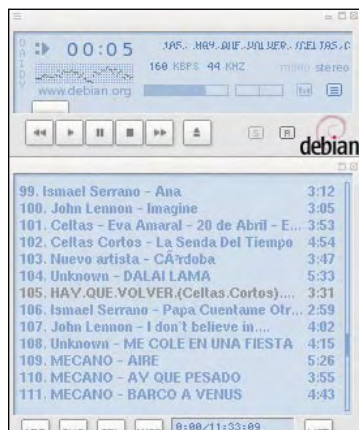 00:05
105. HAY.QUE.VOLVER.(CELTAS.C
160 KBPS 44 KHZ mono stereo
www.debian.org
S R
debian
99. Ismael Serrano - Ana 3:12
100. John Lennon - Imagine 3:05
101. Celtas - Eva Amaral - 20 de Abril - E... 3:53
102. Celtas Cortos - La Senda Del Tiempo 4:54
103. Nuevo artista - CÃ³rdoba 3:47
104. Unknown - DALAI LAMA 5:33
105. HAY.QUE.VOLVER.(Celtas.Cortos).... 3:31
106. Ismael Serrano - Papa Cuentame Otr... 2:59
107. John Lennon - I don't believe in.... 4:02
108. Unknown - ME COLE EN UNA FIESTA 4:15
109. MECANO - AIRE 5:26
110. MECANO - AY QUE PESADO 3:55
111. MECANO - BARCO A VENUS 4:43
0:00/11:33:09